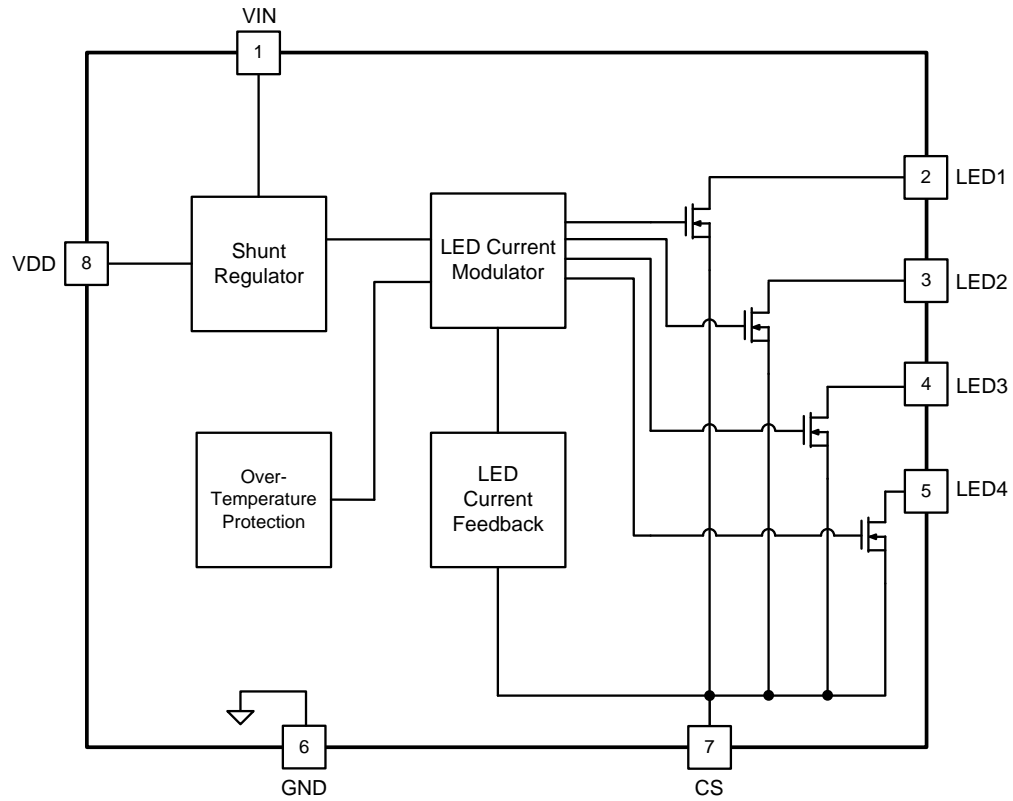 VIN
1
2
LED1
Shunt
Regulator
LED Current
Modulator
VDD
8
3
LED2
4
LED3
Over-
Temperature
Protection
LED
Current
Feedback
5
LED4
6
GND
7
CS